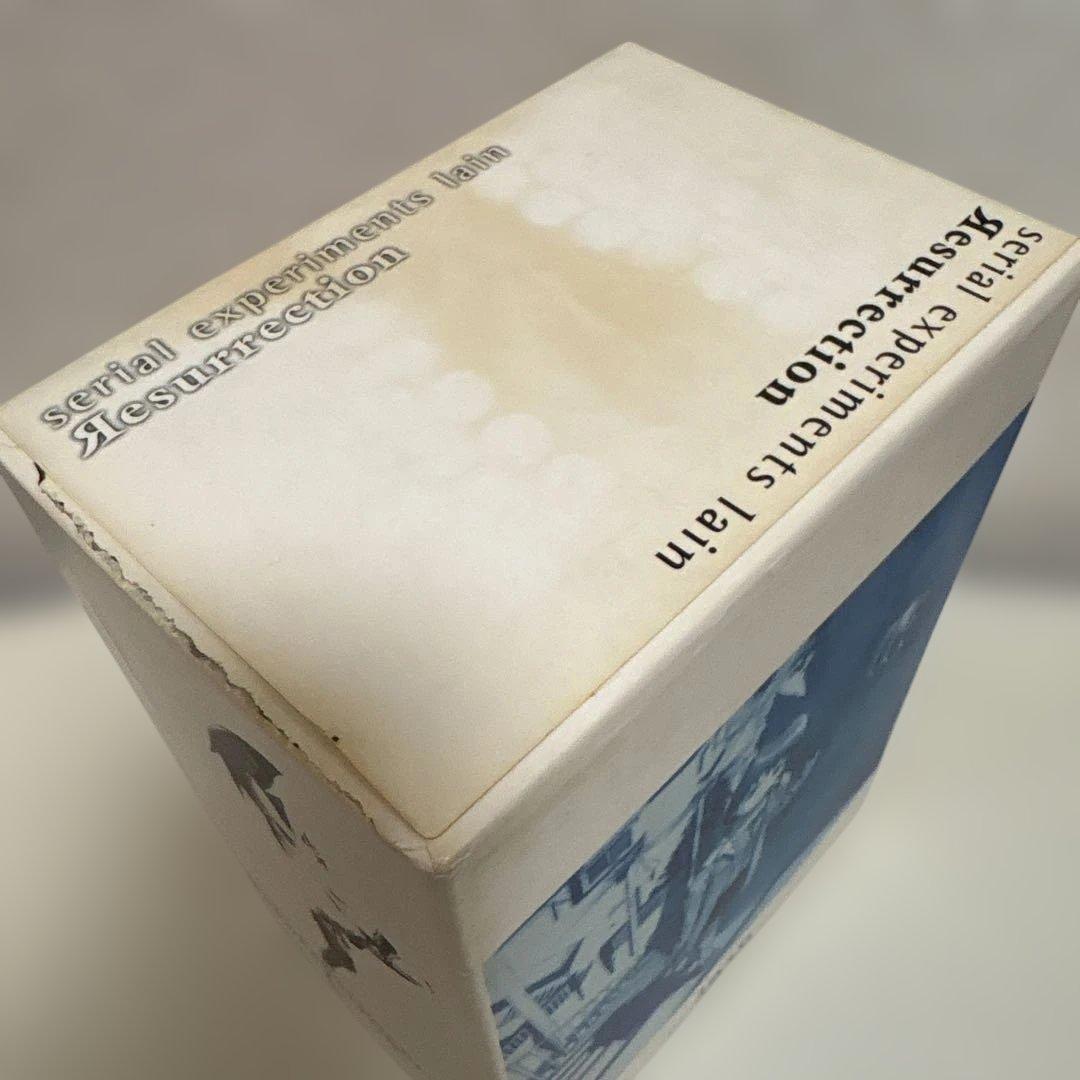 serial experiments lain
Яesurrection
serial experiments lain
Яesurrection